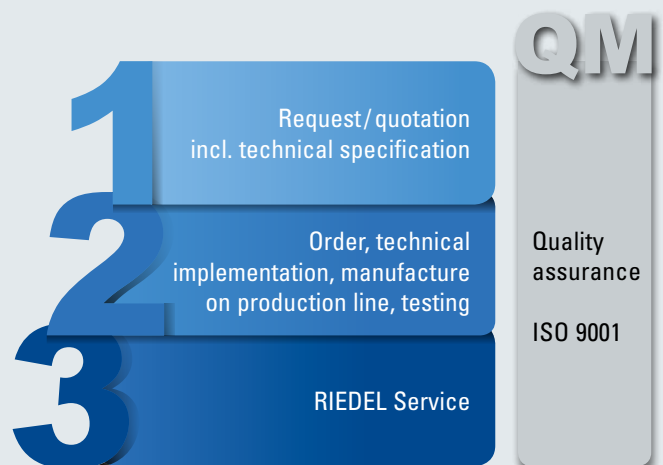 1
Request/quotation
incl. technical specification
2
Order, technical
implementation, manufacture
on production line, testing
3
RIEDEL Service
QM
Quality
assurance
ISO 9001